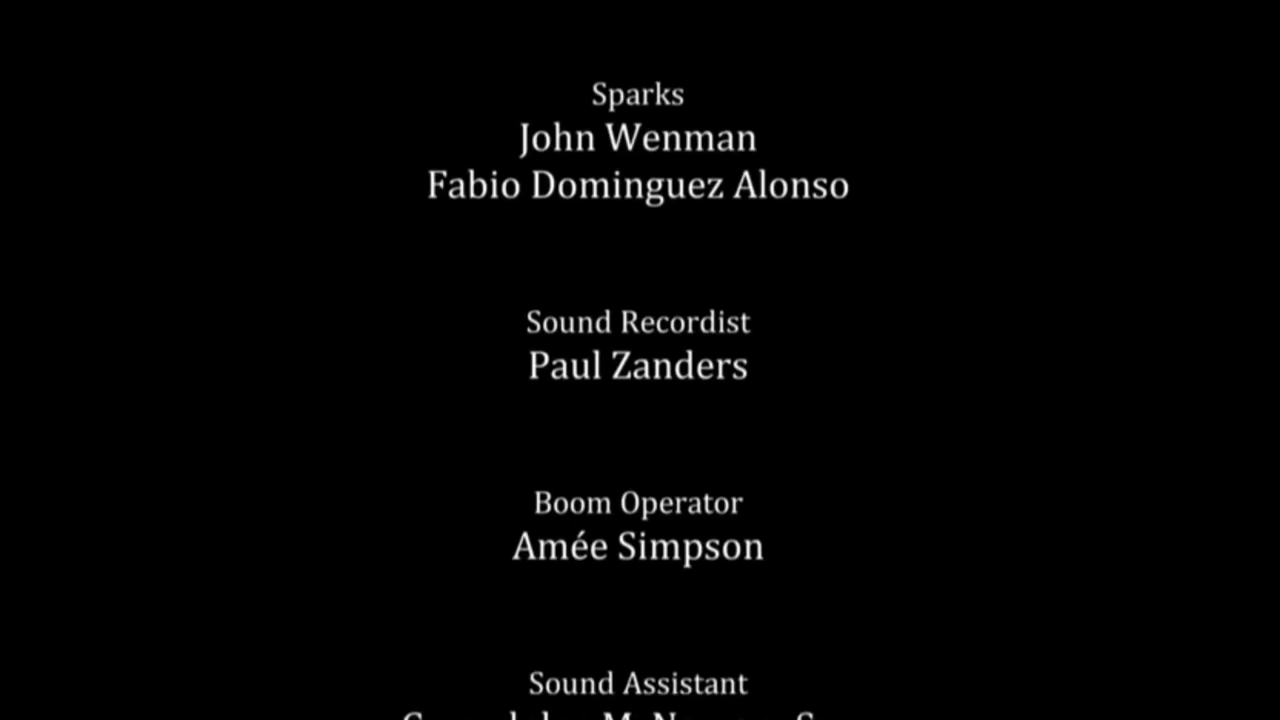 Sparks
John Wenman
Fabio Dominguez Alonso
Sound Recordist
Paul Zanders
Boom Operator
Amée Simpson
Sound Assistant